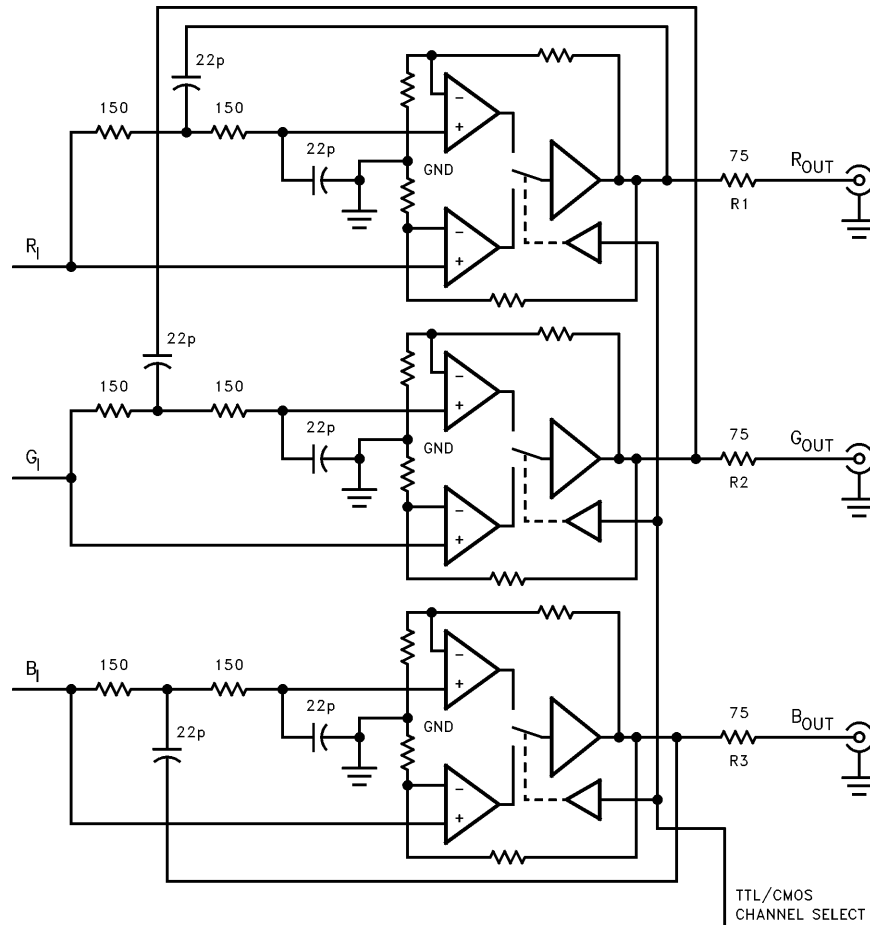 22p
150 150
22p
GND
R_I
75
R_OUT
R1
−
+
−
+
22p
150 150
22p
GND
G_I
75
G_OUT
R2
−
+
−
+
B_I
150 150
22p
22p
GND
75
B_OUT
R3
−
+
−
+
TTL/CMOS
CHANNEL SELECT